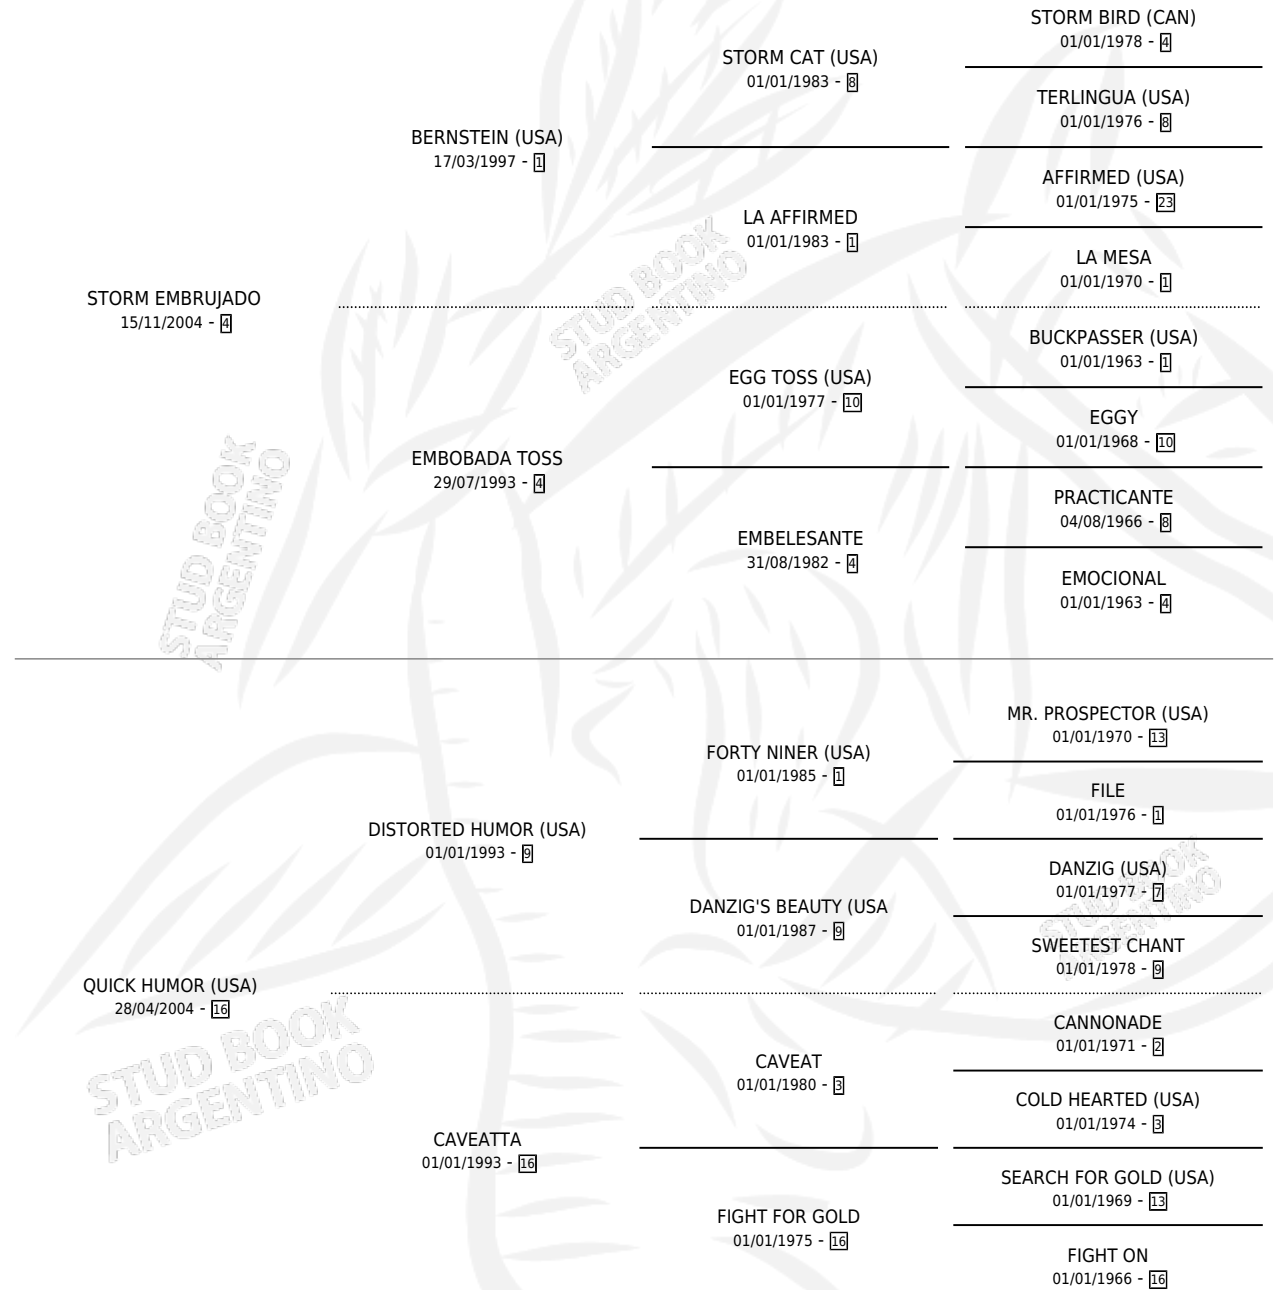 STORM BIRD (CAN)
01/01/1978 - 4
STORM CAT (USA)
01/01/1983 - 8
TERLINGUA (USA)
01/01/1976 - 8
BERNSTEIN (USA)
17/03/1997 - 1
AFFIRMED (USA)
01/01/1975 - 23
LA AFFIRMED
01/01/1983 - 1
LA MESA
01/01/1970 - 1
STORM EMBRUJADO
15/11/2004 - 4
STUD BOOK
ARGENTINO
BUCKPASSER (USA)
01/01/1963 - 1
EGG TOSS (USA)
01/01/1977 - 10
EGGY
01/01/1968 - 10
EMBOBADA TOSS
29/07/1993 - 4
PRACTICANTE
04/08/1966 - 8
EMBELESANTE
31/08/1982 - 4
EMOCIONAL
01/01/1963 - 4
STUD BOOK
ARGENTINO
MR. PROSPECTOR (USA)
01/01/1970 - 13
FORTY NINER (USA)
01/01/1985 - 1
FILE
01/01/1976 - 1
DISTORTED HUMOR (USA)
01/01/1993 - 9
DANZIG (USA)
01/01/1977 - 7
STUD BOOK
ARGENTINO
DANZIG'S BEAUTY (USA
01/01/1987 - 9
SWEETEST CHANT
01/01/1978 - 9
QUICK HUMOR (USA)
28/04/2004 - 16
STUD BOOK
ARGENTINO
CANNONADE
01/01/1971 - 2
CAVEAT
01/01/1980 - 3
COLD HEARTED (USA)
01/01/1974 - 3
CAVEATTA
01/01/1993 - 16
SEARCH FOR GOLD (USA)
01/01/1969 - 13
FIGHT FOR GOLD
01/01/1975 - 16
FIGHT ON
01/01/1966 - 16